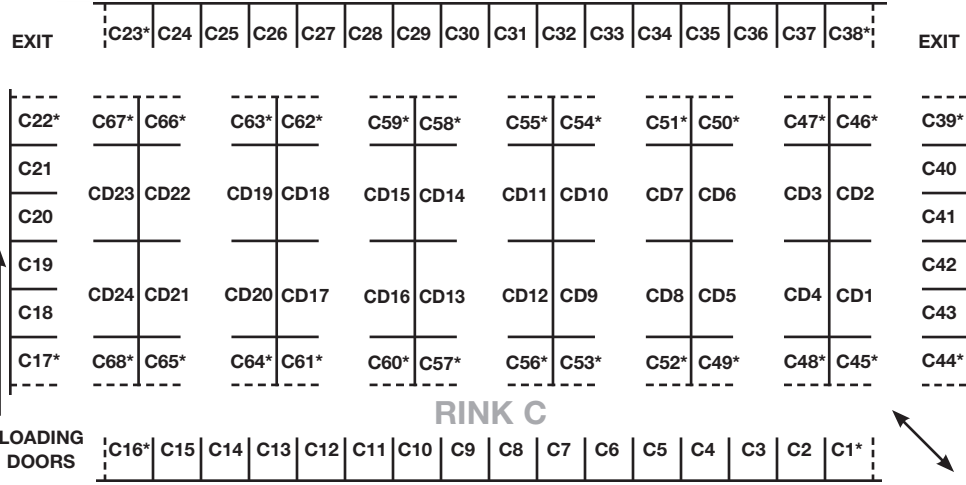 C23* C24 C25 C26 C27 C28 C29 C30 C31 C32 C33 C34 C35 C36 C37 C38*
EXIT EXIT
C22* C67* C66* C63* C62* C59* C58* C55* C54* C51* C50* C47* C46* C39*
C21 C40
CD23 CD22 CD19 CD18 CD15 CD14 CD11 CD10 CD7 CD6 CD3 CD2
C20 C41
C19 C42
CD24 CD21 CD20 CD17 CD16 CD13 CD12 CD9 CD8 CD5 CD4 CD1
C18 C43
C17* C68* C65* C64* C61* C60* C57* C56* C53* C52* C49* C48* C45* C44*
RINK C
LOADING
DOORS
C16* C15 C14 C13 C12 C11 C10 C9 C8 C7 C6 C5 C4 C3 C2 C1*